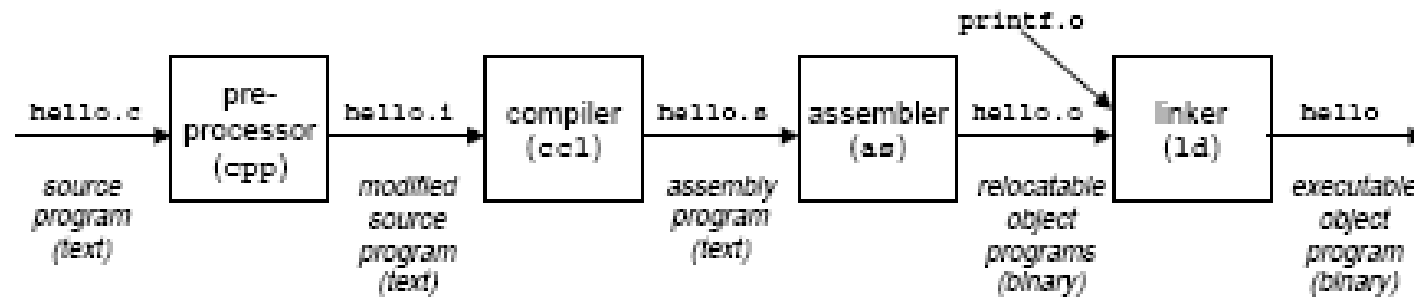 printf.o
hello.c
pre-
processor
(cpp)
hello.i
compiler
(cc1)
hello.s
assembler
(as)
hello.o
linker
(ld)
hello
source
program
(text)
modified
source
program
(text)
assembly
program
(text)
relocatable
object
programs
(binary)
executable
object
program
(binary)